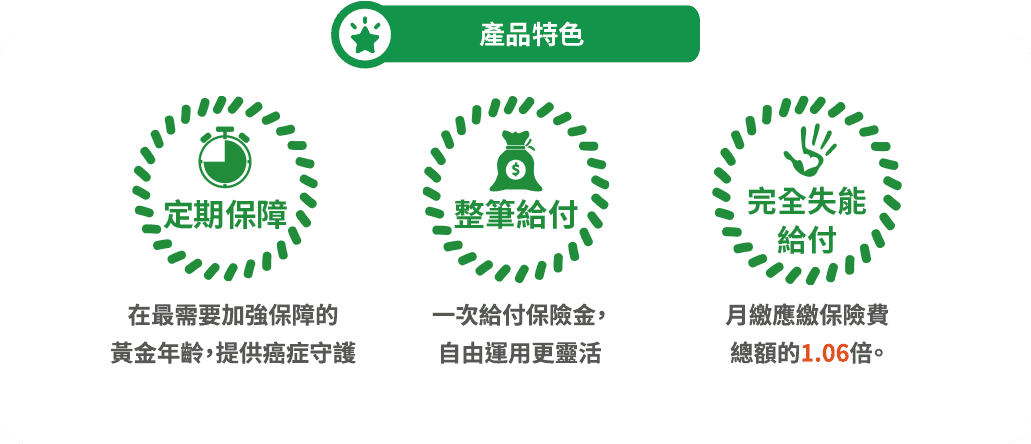 產品特色
定期保障
在最需要加強保障的
黃金年齡,提供癌症守護
$
整筆給付
一次給付保險金,
自由運用更靈活
完全失能
給付
月繳應繳保險費
總額的1.06倍。